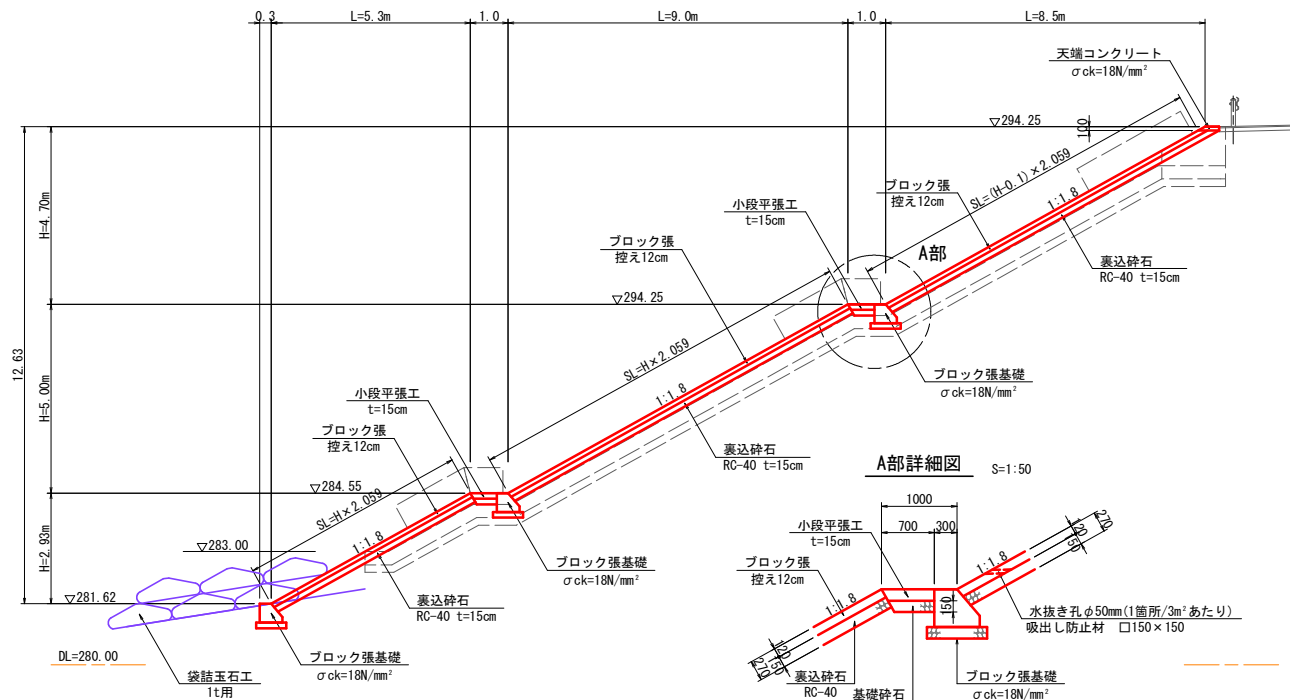 0.3
L=5.3m
1.0
L=9.0m
1.0
L=8.5m
天端コンクリート
σck=18N/mm²
▽294.25
100
SL=(H-0.1)×2.059
ブロック張
控え12cm
1:1.8
小段平張工
t=15cm
A部
裏込砕石
RC-40 t=15cm
H=4.70m
ブロック張
控え12cm
▽294.25
12.63
SL=H×2.059
ブロック張基礎
σck=18N/mm²
H=5.00m
小段平張工
t=15cm
1:1.8
ブロック張
控え12cm
裏込砕石
RC-40 t=15cm
▽284.55
SL=H×2.059
H=2.93m
▽283.00
1:1.8
ブロック張基礎
σck=18N/mm²
▽281.62
裏込砕石
RC-40 t=15cm
DL=280.00
袋詰玉石工
1t用
ブロック張基礎
σck=18N/mm²
A部詳細図 S=1:50
1000
700
300
小段平張工
t=15cm
ブロック張
控え12cm
270
120
150
1:1.8
1:1.8
150
水抜き孔φ50mm(1箇所/3m²あたり)
吸出し防止材 □150×150
120
150
270
裏込砕石
RC-40
基礎砕石
ブロック張基礎
σck=18N/mm²